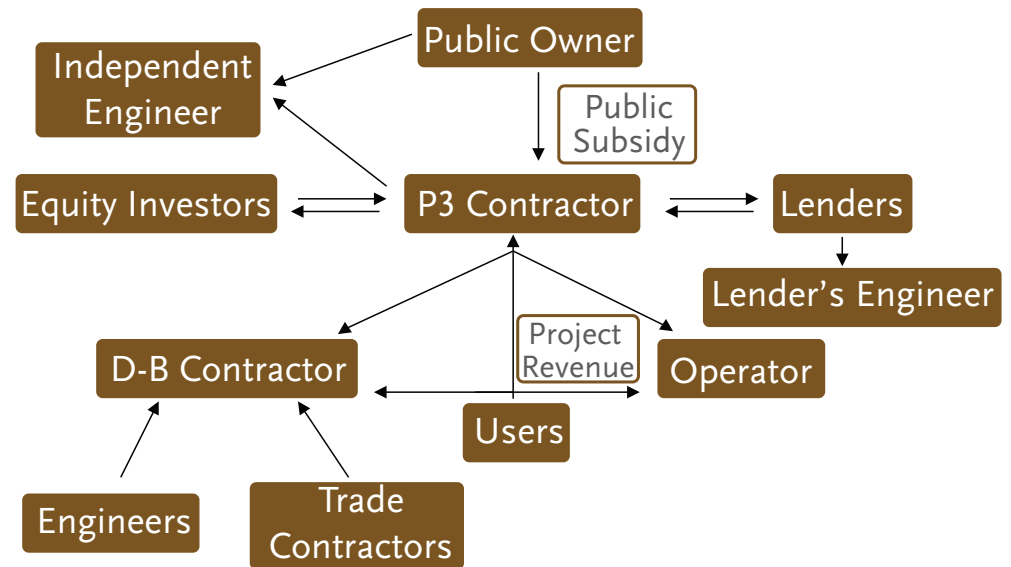 Public Owner
Independent
Engineer
Public
Subsidy
Equity Investors
P3 Contractor
Lenders
Lender’s Engineer
Project
Revenue
D-B Contractor
Operator
Users
Engineers
Trade
Contractors